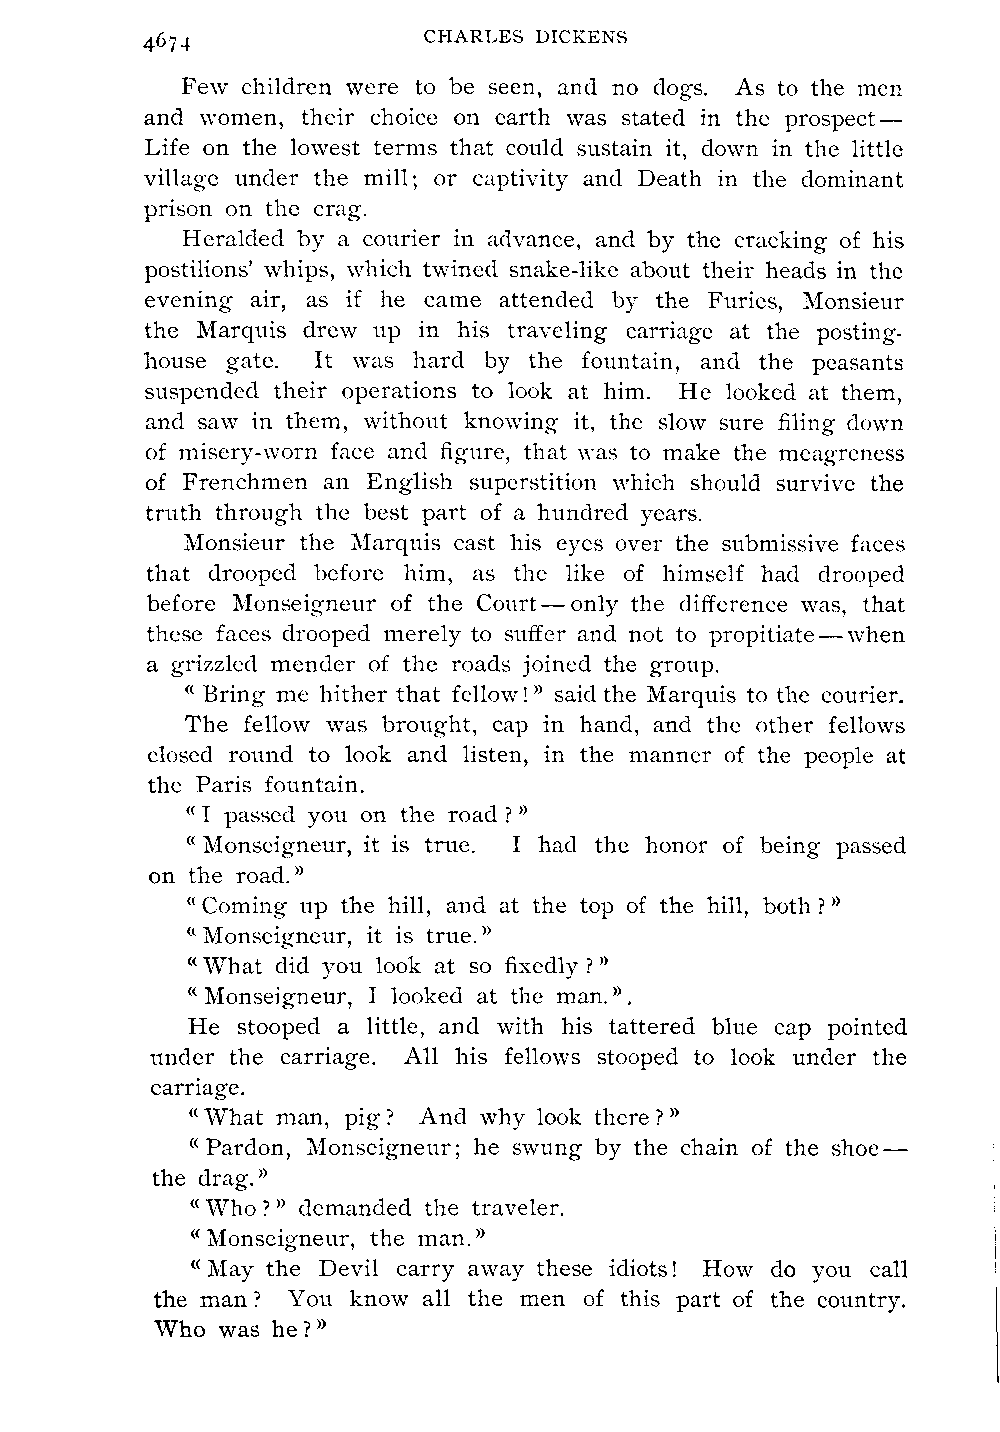 4674 CHARLES DICKENS
Few children were to be seen, and no dogs. As to the men
and women, their choice on earth was stated in the prospect—
Life on the lowest terms that could sustain it, down in the little
village under the mill; or captivity and Death in the dominant
prison on the crag.
Heralded by a courier in advance, and by the cracking of his
postilions' whips, which twined snake-like about their heads in the
evening air, as if he came attended by the Furies, Monsieur
the Marquis drew up in his traveling carriage at the posting-
house gate. It was hard by the fountain, and the peasants
suspended their operations to look at him. He looked at them,
and saw in them, without knowing it, the slow sure filing down
of misery-worn face and figure, that was to make the meagreness
of Frenchmen an English superstition which should survive the
truth through the best part of a hundred years.
Monsieur the Marquis cast his eyes over the submissive faces
that drooped before him, as the like of himself had drooped
before Monseigneur of the Court—only the difference was, that
these faces drooped merely to suffer and not to propitiate—when
a grizzled mender of the roads joined the group.
«Bring me hither that fellow!» said the Marquis to the courier.
The fellow was brought, cap in hand, and the other fellows
closed round to look and listen, in the manner of the people at
the Paris fountain.
«I passed you on the road?»
«Monseigneur, it is true. I had the honor of being passed
on the road.»
«Coming up the hill, and at the top of the hill, both?»
«Monseigneur, it is true.»
«What did you look at so fixedly?»
«Monseigneur, I looked at the man.».
He stooped a little, and with his tattered blue cap pointed
under the carriage. All his fellows stooped to look under the
carriage.
«What man, pig? And why look there?»
«Pardon, Monseigneur; he swung by the chain of the shoe—
the drag.»
«Who?» demanded the traveler.
«Monseigneur, the man.»
«May the Devil carry away these idiots! How do you call
the man? You know all the men of this part of the country.
Who was he?»